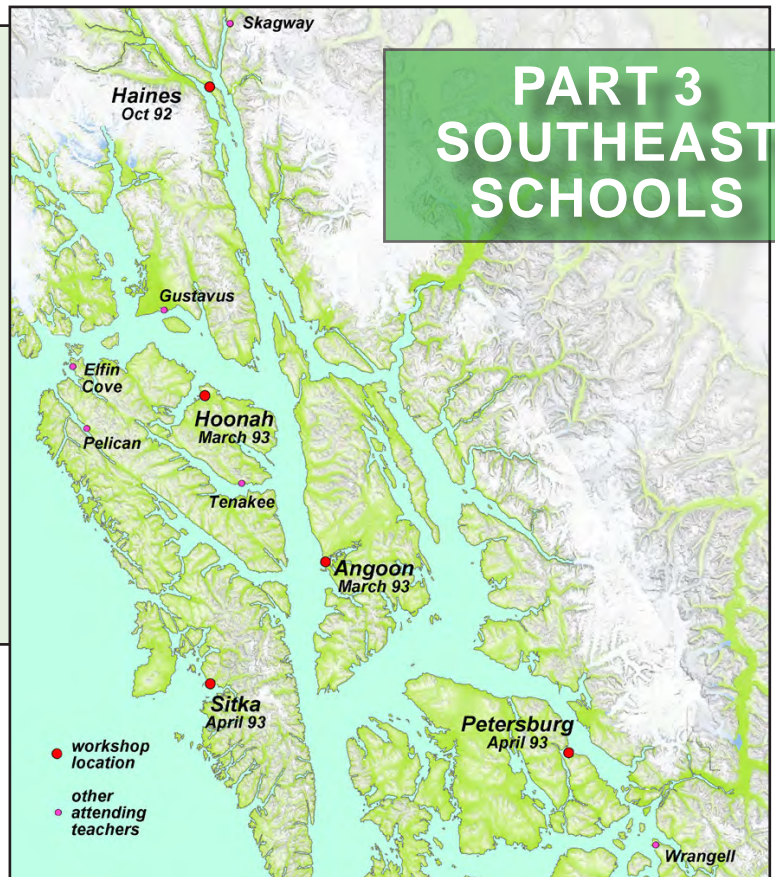 Skagway
Haines
Oct 92
PART 3
SOUTHEAST
SCHOOLS
Gustavus
Elfin
Cove
Hoonah
March 93
Pelican
Tenakee
Angoon
March 93
Sitka
April 93
Petersburg
April 93
workshop
location
other
attending
teachers
Wrangell